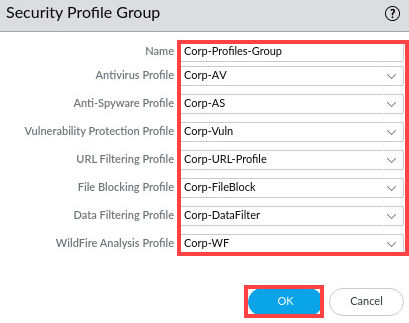 Security Profile Group
Name Corp-Profiles-Group
Antivirus Profile Corp-AV
Anti-Spyware Profile Corp-AS
Vulnerability Protection Profile Corp-Vuln
URL Filtering Profile Corp-URL-Profile
File Blocking Profile Corp-FileBlock
Data Filtering Profile Corp-DataFilter
WildFire Analysis Profile Corp-WF
OK Cancel